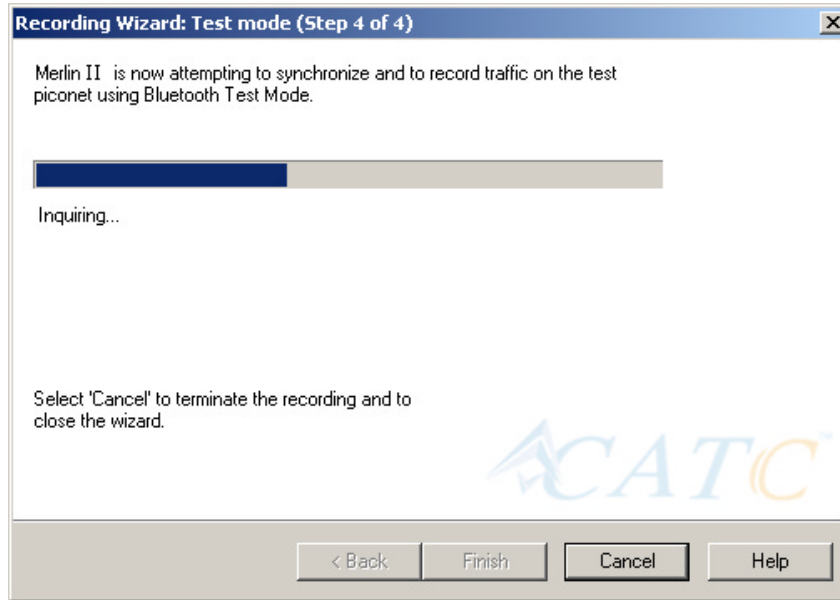 Recording Wizard: Test mode (Step 4 of 4)
Merlin II is now attempting to synchronize and to record traffic on the test
piconet using Bluetooth Test Mode.
Inquiring...
Select 'Cancel' to terminate the recording and to
close the wizard.
CATC™
< Back Finish Cancel Help